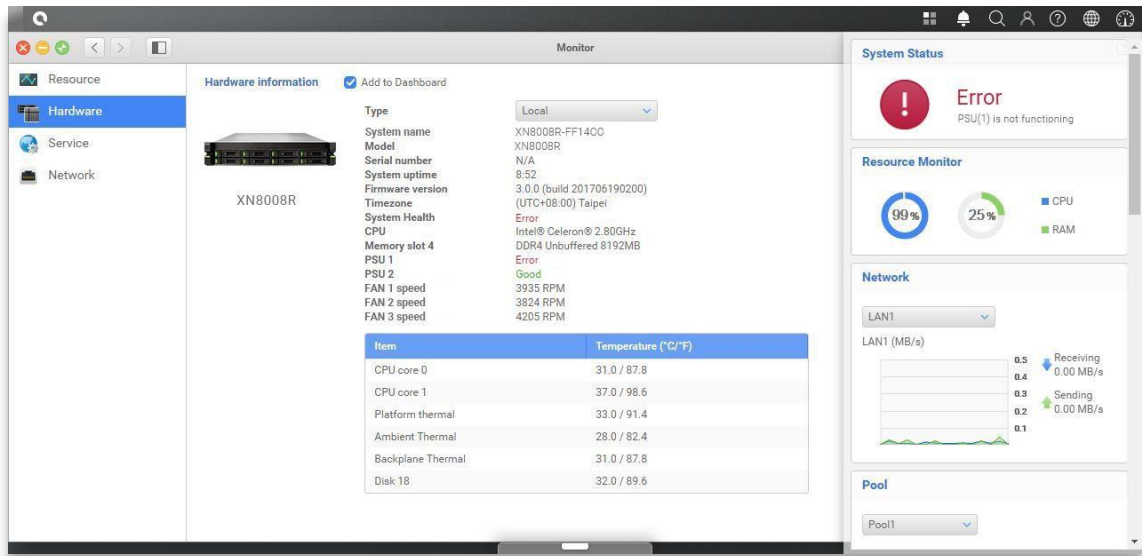 Monitor
Resource
Hardware
Service
Network
Hardware information
Add to Dashboard
XN8008R
Type Local
System name XN8008R-FF14CC
Model XN8008R
Serial number N/A
System uptime 8:52
Firmware version 3.0.0 (build 201706190200)
Timezone (UTC+08:00) Taipei
System Health Error
CPU Intel® Celeron® 2.80GHz
Memory slot 4 DDR4 Unbuffered 8192MB
PSU 1 Error
PSU 2 Good
FAN 1 speed 3935 RPM
FAN 2 speed 3824 RPM
FAN 3 speed 4205 RPM
Item Temperature (°C/°F)
CPU core 0 31.0 / 87.8
CPU core 1 37.0 / 98.6
Platform thermal 33.0 / 91.4
Ambient Thermal 28.0 / 82.4
Backplane Thermal 31.0 / 87.8
Disk 18 32.0 / 89.6
System Status
Error
PSU(1) is not functioning
Resource Monitor
99%
25%
CPU
RAM
Network
LAN1
LAN1 (MB/s)
0.5
0.4
0.3
0.2
0.1
Receiving
0.00 MB/s
Sending
0.00 MB/s
Pool
Pool1